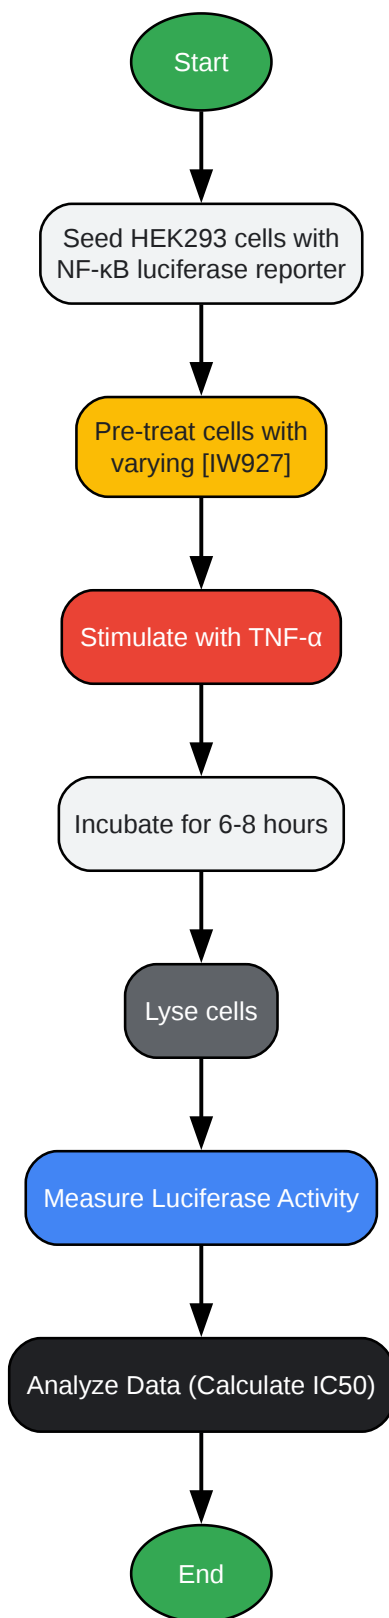 Start
Seed HEK293 cells with
NF-κB luciferase reporter
Pre-treat cells with
varying [IW927]
Stimulate with TNF-α
Incubate for 6-8 hours
Lyse cells
Measure Luciferase Activity
Analyze Data (Calculate IC50)
End